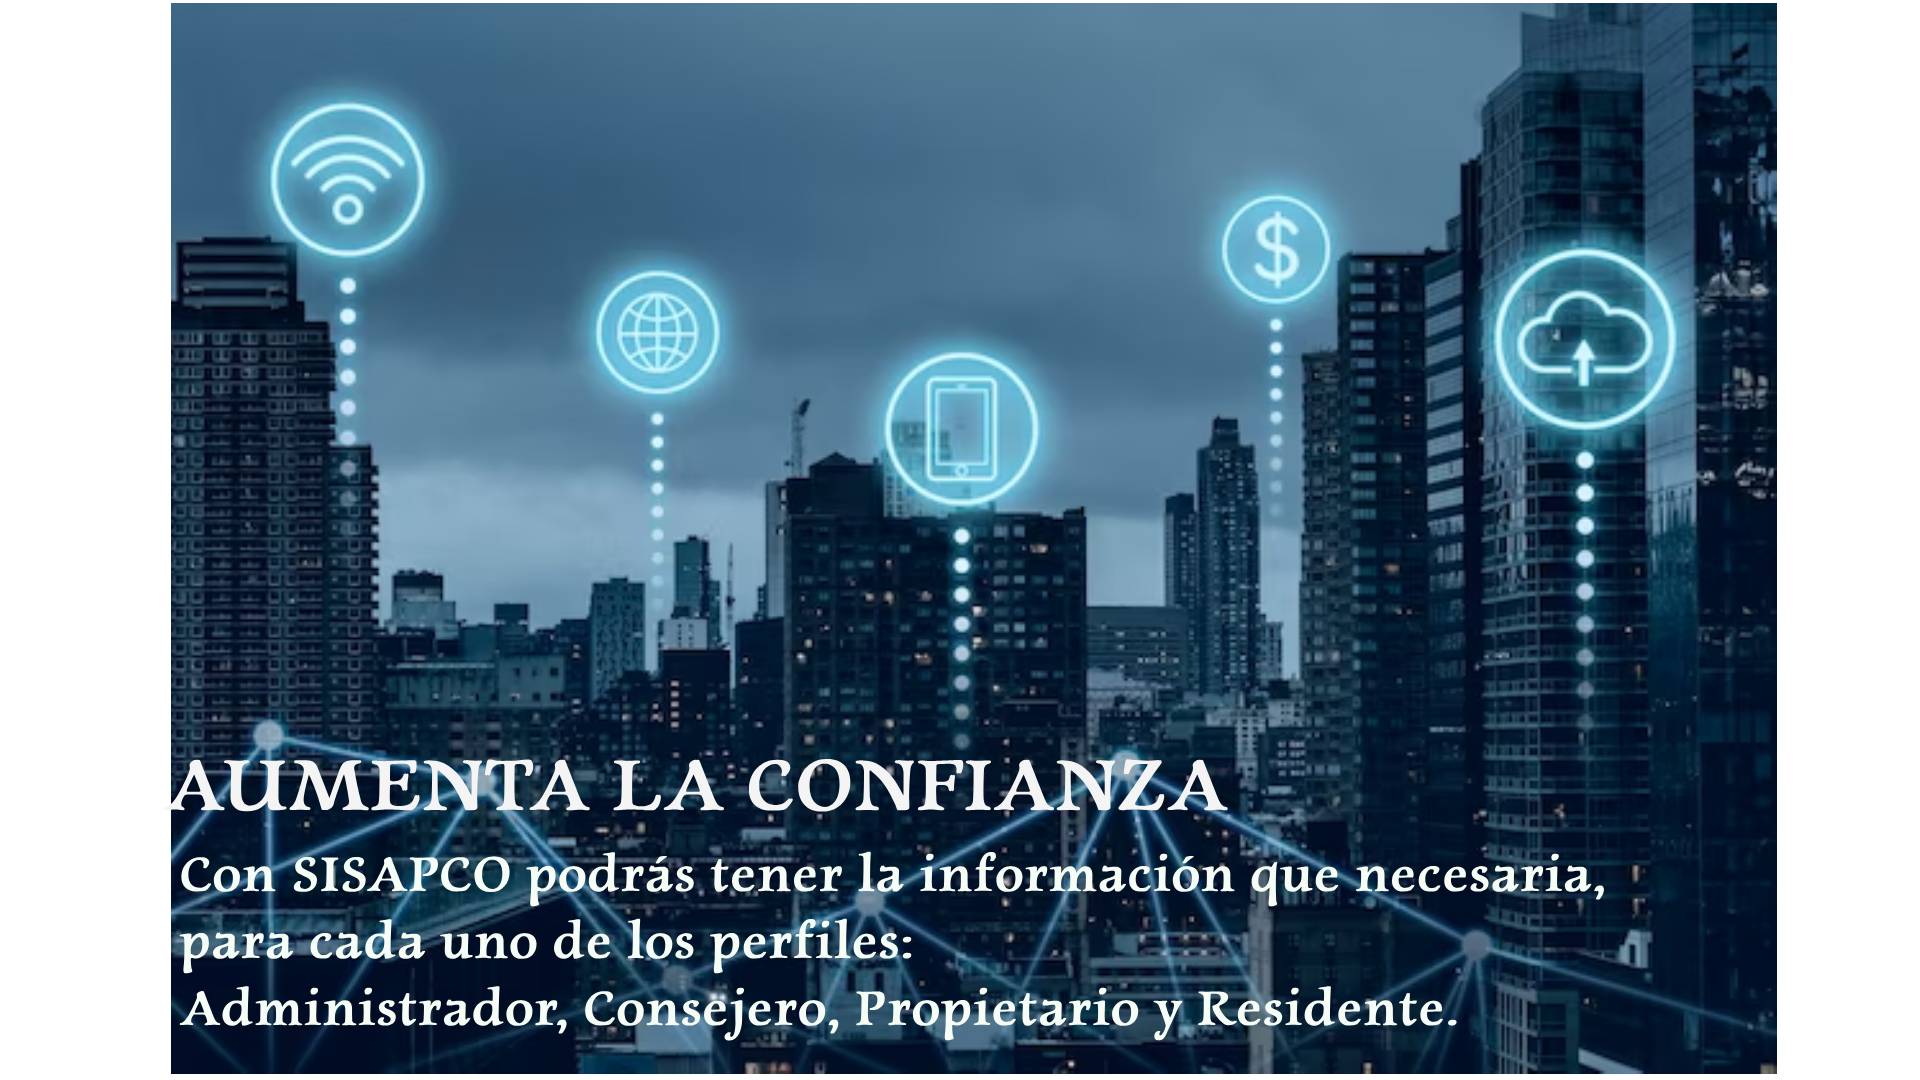 $
AUMENTA LA CONFIANZA
Con SISAPCO podrás tener la información que necesaria,
para cada uno de los perfiles:
Administrador, Consejero, Propietario y Residente.